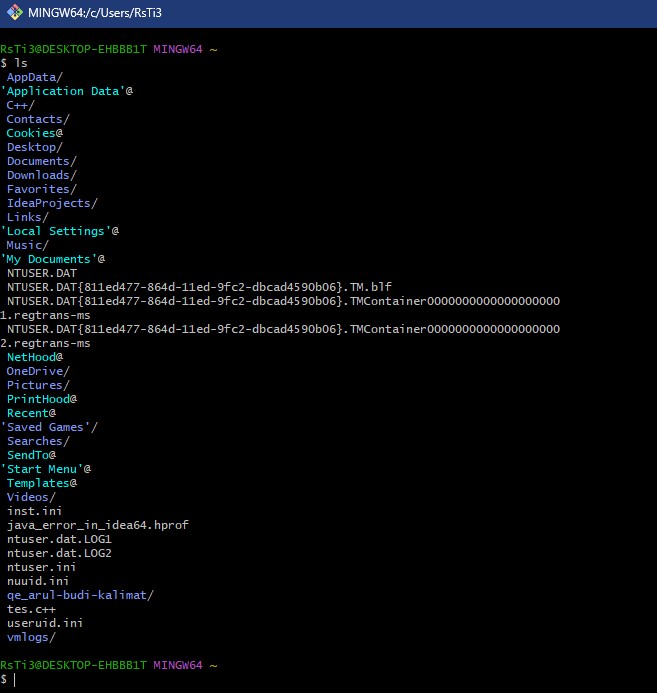 MINGW64:/c/Users/RsTi3
RsTi3@DESKTOP-EHBBB1T MINGW64 ~
$ ls
AppData/
'Application Data'@
C++/
Contacts/
Cookies@
Desktop/
Documents/
Downloads/
Favorites/
IdeaProjects/
Links/
'Local Settings'@
Music/
'My Documents'@
NTUSER.DAT
NTUSER.DAT{811ed477-864d-11ed-9fc2-dbcad4590b06}.TM.blf
NTUSER.DAT{811ed477-864d-11ed-9fc2-dbcad4590b06}.TMContainer0000000000000000000
1.regtrans-ms
NTUSER.DAT{811ed477-864d-11ed-9fc2-dbcad4590b06}.TMContainer0000000000000000000
2.regtrans-ms
NetHood@
OneDrive/
Pictures/
PrintHood@
Recent@
'Saved Games'/
Searches/
SendTo@
'Start Menu'@
Templates@
Videos/
inst.ini
java_error_in_idea64.hprof
ntuser.dat.LOG1
ntuser.dat.LOG2
ntuser.ini
nuuid.ini
qe_arul-budi-kalimat/
tes.c++
useruid.ini
vmlogs/
RsTi3@DESKTOP-EHBBB1T MINGW64 ~
$